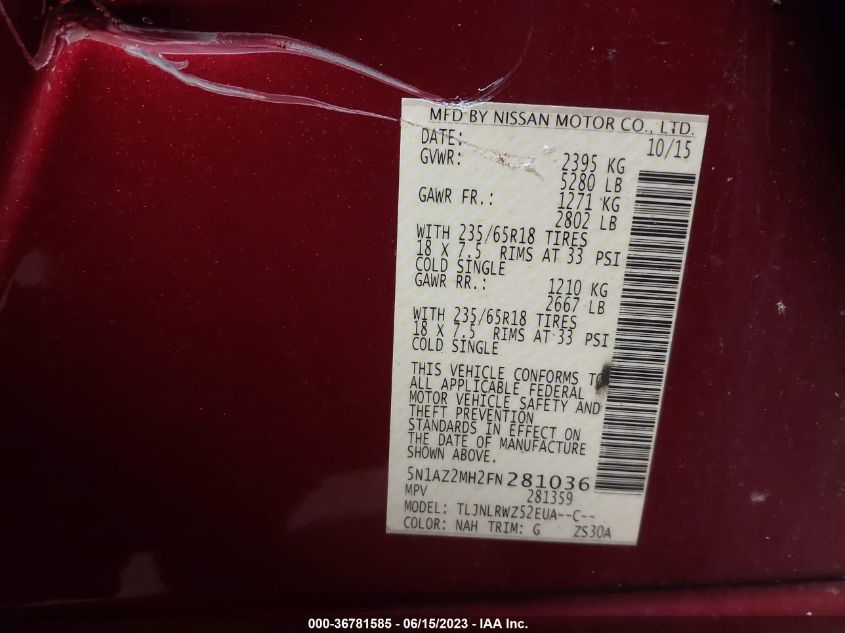 MFD BY NISSAN MOTOR CO., LTD.
DATE: 10/15
GVWR: 2395 KG
5280 LB
GAWR FR.: 1271 KG
2802 LB
WITH 235/65R18 TIRES
18 X 7.5 RIMS AT 33 PSI
COLD SINGLE
GAWR RR.: 1210 KG
2667 LB
WITH 235/65R18 TIRES
18 X 7.5 RIMS AT 33 PSI
COLD SINGLE
THIS VEHICLE CONFORMS TO
ALL APPLICABLE FEDERAL
MOTOR VEHICLE SAFETY AND
THEFT PREVENTION
STANDARDS IN EFFECT ON
THE DATE OF MANUFACTURE
SHOWN ABOVE.
5N1AZ2MH2FN281036
MPV 281359
MODEL: TLJNLRWZ52EUA--C--
COLOR: NAH TRIM: G ZS30A
000-36781585 - 06/15/2023 - IAA Inc.